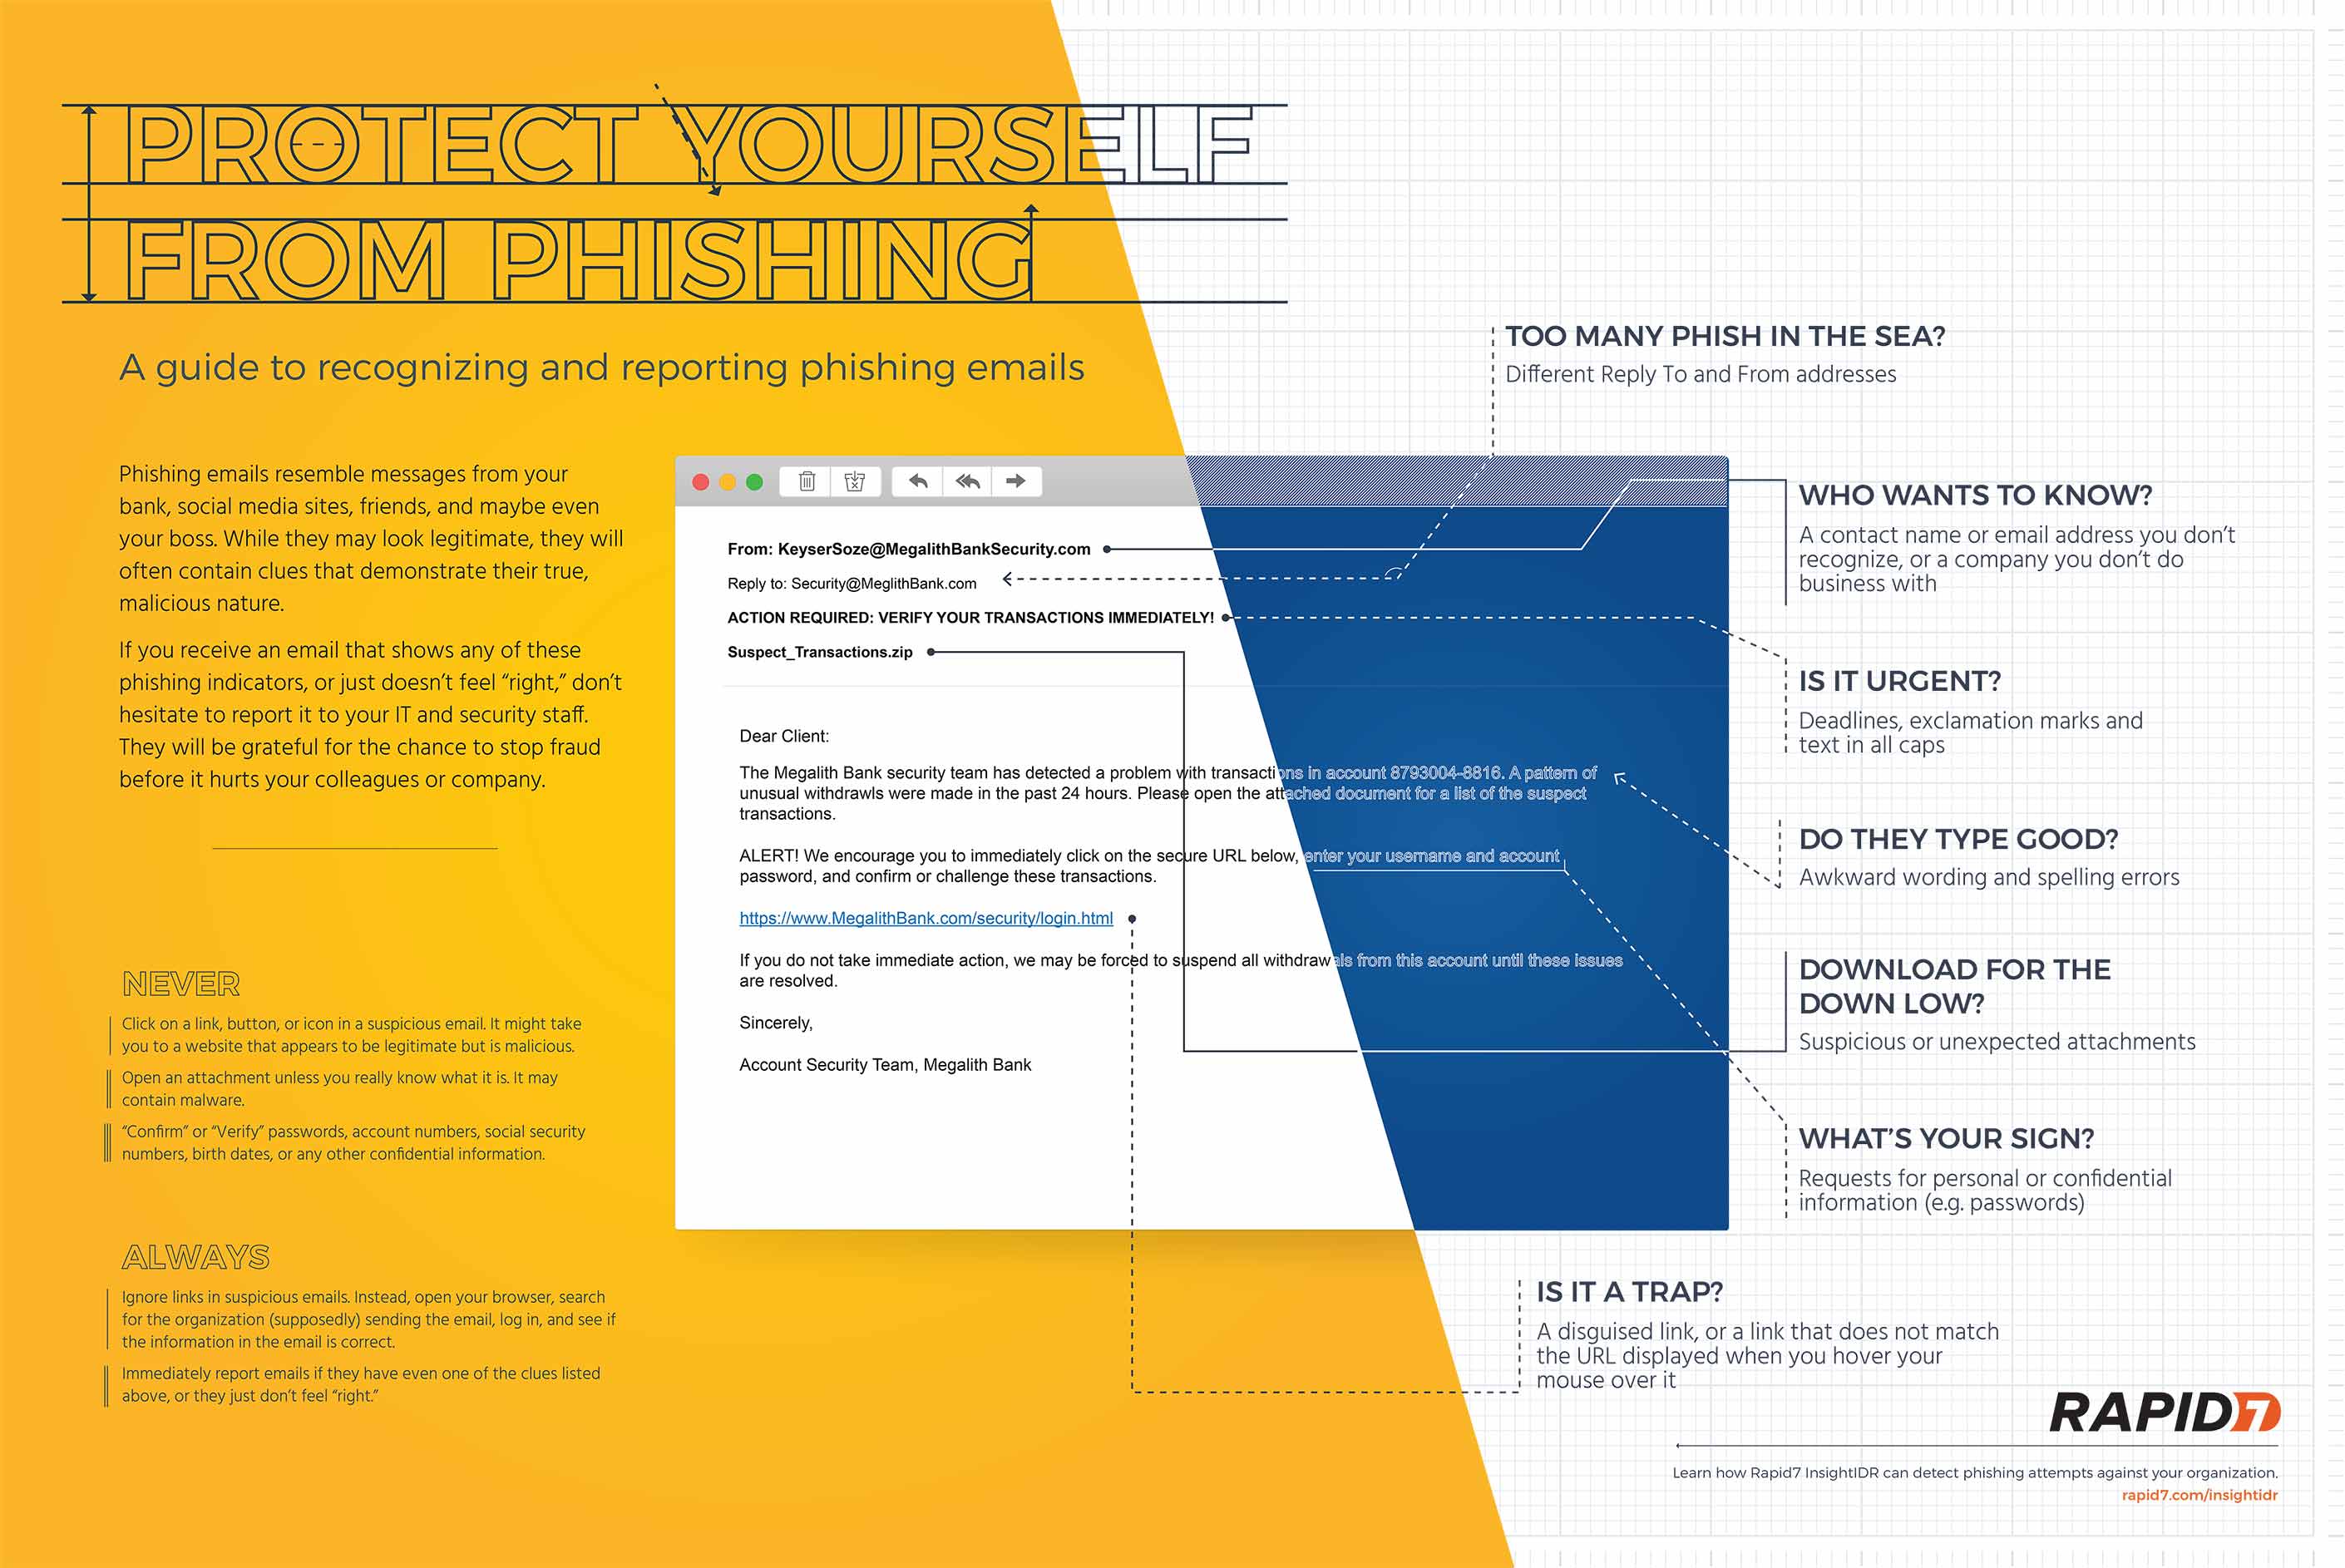 PROTECT YOURSELF
FROM PHISHING
A guide to recognizing and reporting phishing emails
Phishing emails resemble messages from your
bank, social media sites, friends, and maybe even
your boss. While they may look legitimate, they will
often contain clues that demonstrate their true,
malicious nature.
If you receive an email that shows any of these
phishing indicators, or just doesn't feel “right,” don't
hesitate to report it to your IT and security staff.
They will be grateful for the chance to stop fraud
before it hurts your colleagues or company.
NEVER
Click on a link, button, or icon in a suspicious email. It might take
you to a website that appears to be legitimate but is malicious.
Open an attachment unless you really know what it is. It may
contain malware.
“Confirm” or “Verify” passwords, account numbers, social security
numbers, birth dates, or any other confidential information.
ALWAYS
Ignore links in suspicious emails. Instead, open your browser, search
for the organization (supposedly) sending the email, log in, and see if
the information in the email is correct.
Immediately report emails if they have even one of the clues listed
above, or they just don't feel “right.”
From: KeyserSoze@MegalithBankSecurity.com
Reply to: Security@MeglithBank.com
ACTION REQUIRED: VERIFY YOUR TRANSACTIONS IMMEDIATELY!
Suspect_Transactions.zip
Dear Client:
The Megalith Bank security team has detected a problem with transactions in account 8793004-8816. A pattern of
unusual withdrawls were made in the past 24 hours. Please open the attached document for a list of the suspect
transactions.
ALERT! We encourage you to immediately click on the secure URL below, enter your username and account
password, and confirm or challenge these transactions.
https://www.MegalithBank.com/security/login.html
If you do not take immediate action, we may be forced to suspend all withdrawals from this account until these issues
are resolved.
Sincerely,
Account Security Team, Megalith Bank
TOO MANY PHISH IN THE SEA?
Different Reply To and From addresses
WHO WANTS TO KNOW?
A contact name or email address you don't
recognize, or a company you don't do
business with
IS IT URGENT?
Deadlines, exclamation marks and
text in all caps
DO THEY TYPE GOOD?
Awkward wording and spelling errors
DOWNLOAD FOR THE
DOWN LOW?
Suspicious or unexpected attachments
WHAT'S YOUR SIGN?
Requests for personal or confidential
information (e.g. passwords)
IS IT A TRAP?
A disguised link, or a link that does not match
the URL displayed when you hover your
mouse over it
RAPID7
Learn how Rapid7 InsightIDR can detect phishing attempts against your organization.
rapid7.com/insightidr